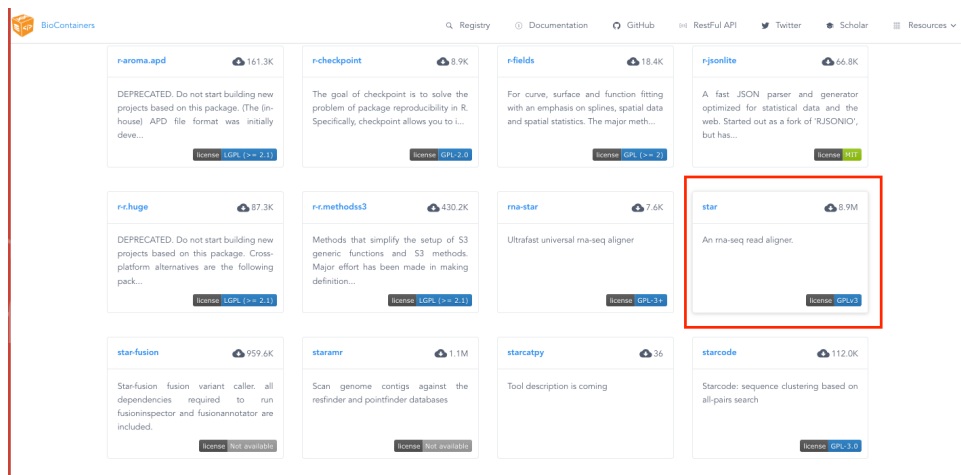 BioContainers
Registry
Documentation
GitHub
RestFul API
Twitter
Scholar
Resources
r-aroma.apd 161.3K
DEPRECATED. Do not start building new
projects based on this package. (The (in-
house) APD file format was initially
deve...
license LGPL (>= 2.1)
r-checkpoint 8.9K
The goal of checkpoint is to solve the
problem of package reproducibility in R.
Specifically, checkpoint allows you to i...
license GPL-2.0
r-fields 18.4K
For curve, surface and function fitting
with an emphasis on splines, spatial data
and spatial statistics. The major meth...
license GPL (>= 2)
r-jsonlite 66.8K
A fast JSON parser and generator
optimized for statistical data and the
web. Started out as a fork of 'RJSONIO',
but has...
license MIT
r-r.huge 87.3K
DEPRECATED. Do not start building new
projects based on this package. Cross-
platform alternatives are the following
pack...
license LGPL (>= 2.1)
r-r.methodss3 430.2K
Methods that simplify the setup of S3
generic functions and S3 methods.
Major effort has been made in making
definition...
license LGPL (>= 2.1)
rna-star 7.6K
Ultrafast universal rna-seq aligner
license GPL-3+
star 8.9M
An rna-seq read aligner.
license GPLv3
star-fusion 959.6K
Star-fusion fusion variant caller. all
dependencies required to run
fusioninspector and fusionannotator are
included.
license Not available
staramr 1.1M
Scan genome contigs against the
resfinder and pointfinder databases
license Not available
starcatpy 36
Tool description is coming
starcode 112.0K
Starcode: sequence clustering based on
all-pairs search
license GPL-3.0